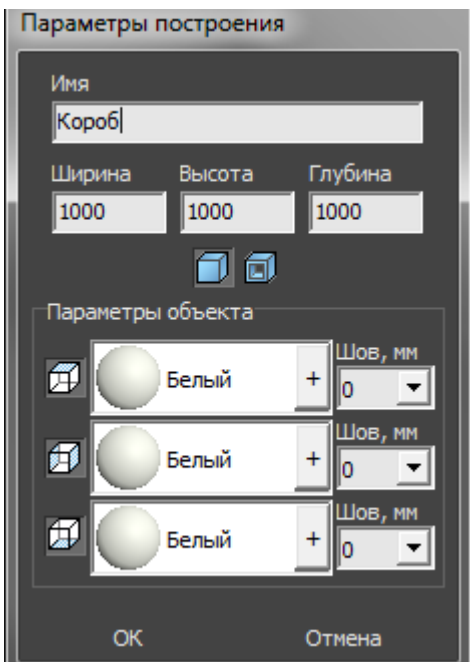 Параметры построения
Имя
Короб
Ширина Высота Глубина
1000 1000 1000
Параметры объекта
Шов, мм
Белый + 0
Шов, мм
Белый + 0
Шов, мм
Белый + 0
OK Отмена